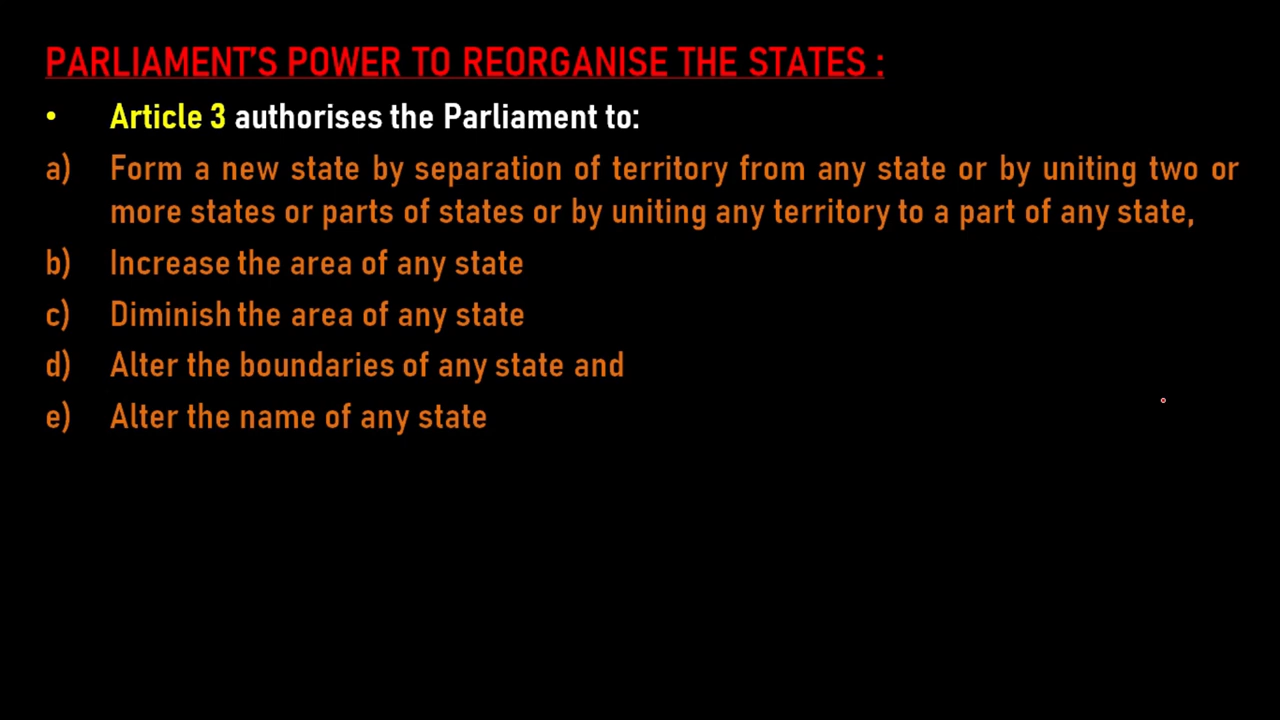 PARLIAMENT'S POWER TO REORGANISE THE STATES :
• Article 3 authorises the Parliament to:
a) Form a new state by separation of territory from any state or by uniting two or
more states or parts of states or by uniting any territory to a part of any state,
b) Increase the area of any state
c) Diminish the area of any state
d) Alter the boundaries of any state and
e) Alter the name of any state